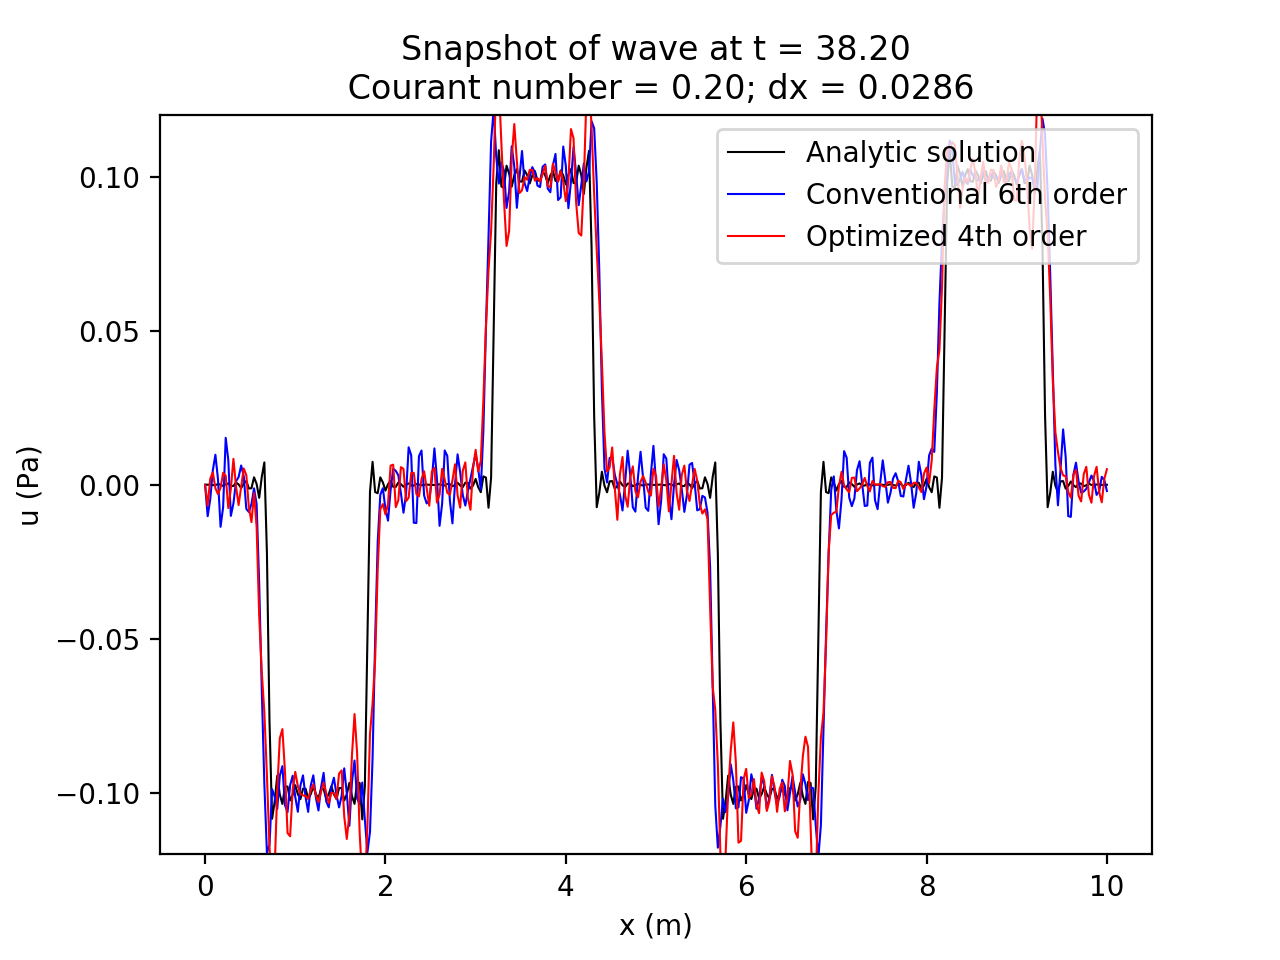 Snapshot of wave at t = 38.20
Courant number = 0.20; dx = 0.0286
Analytic solution
Conventional 6th order
Optimized 4th order
0.10
0.05
0.00
−0.05
−0.10
u (Pa)
0 2 4 6 8 10
x (m)